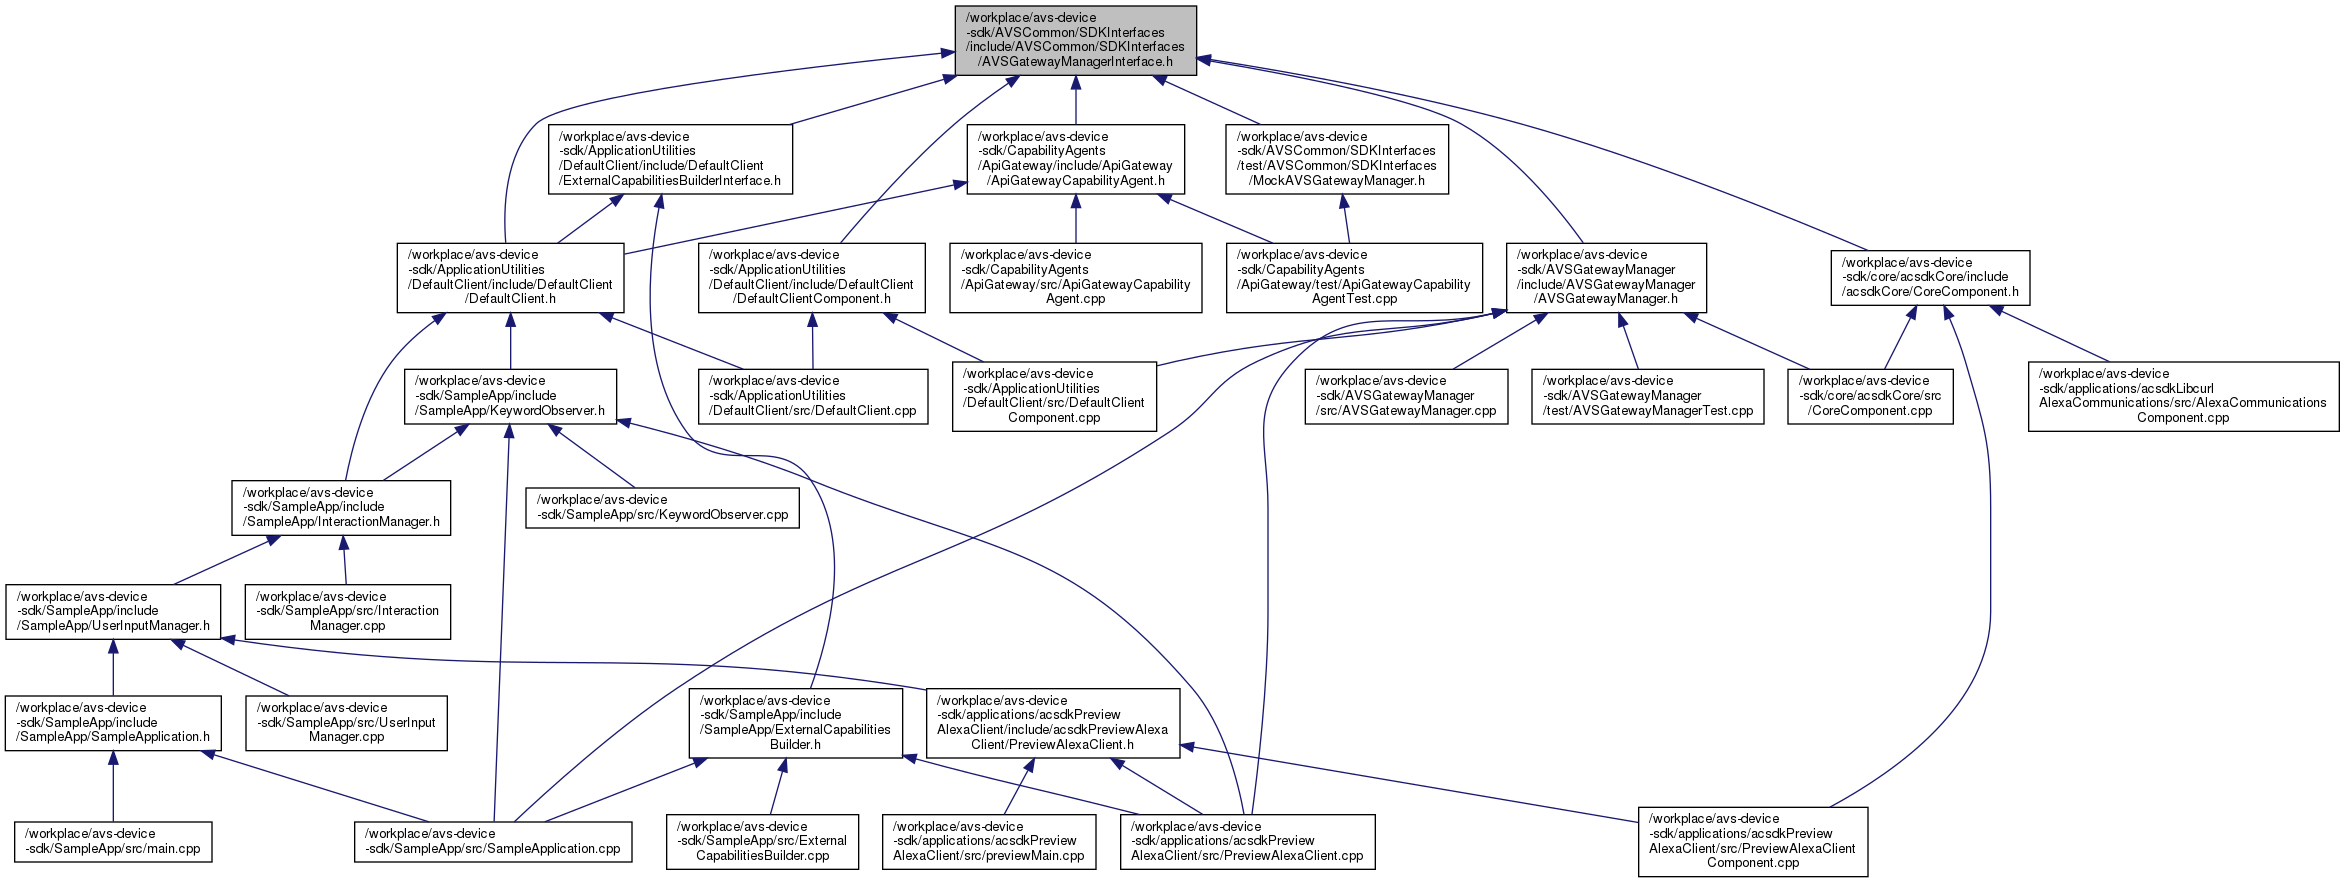 /workplace/avs-device
-sdk/AVSCommon/SDKInterfaces
/include/AVSCommon/SDKInterfaces
/AVSGatewayManagerInterface.h
/workplace/avs-device
-sdk/ApplicationUtilities
/DefaultClient/include/DefaultClient
/ExternalCapabilitiesBuilderInterface.h
/workplace/avs-device
-sdk/CapabilityAgents
/ApiGateway/include/ApiGateway
/ApiGatewayCapabilityAgent.h
/workplace/avs-device
-sdk/AVSCommon/SDKInterfaces
/test/AVSCommon/SDKInterfaces
/MockAVSGatewayManager.h
/workplace/avs-device
-sdk/ApplicationUtilities
/DefaultClient/include/DefaultClient
/DefaultClient.h
/workplace/avs-device
-sdk/ApplicationUtilities
/DefaultClient/include/DefaultClient
/DefaultClientComponent.h
/workplace/avs-device
-sdk/CapabilityAgents
/ApiGateway/src/ApiGatewayCapability
Agent.cpp
/workplace/avs-device
-sdk/CapabilityAgents
/ApiGateway/test/ApiGatewayCapability
AgentTest.cpp
/workplace/avs-device
-sdk/AVSGatewayManager
/include/AVSGatewayManager
/AVSGatewayManager.h
/workplace/avs-device
-sdk/core/acsdkCore/include
/acsdkCore/CoreComponent.h
/workplace/avs-device
-sdk/SampleApp/include
/SampleApp/KeywordObserver.h
/workplace/avs-device
-sdk/ApplicationUtilities
/DefaultClient/src/DefaultClient.cpp
/workplace/avs-device
-sdk/ApplicationUtilities
/DefaultClient/src/DefaultClient
Component.cpp
/workplace/avs-device
-sdk/AVSGatewayManager
/src/AVSGatewayManager.cpp
/workplace/avs-device
-sdk/AVSGatewayManager
/test/AVSGatewayManagerTest.cpp
/workplace/avs-device
-sdk/core/acsdkCore/src
/CoreComponent.cpp
/workplace/avs-device
-sdk/applications/acsdkLibcurl
AlexaCommunications/src/AlexaCommunications
Component.cpp
/workplace/avs-device
-sdk/SampleApp/include
/SampleApp/InteractionManager.h
/workplace/avs-device
-sdk/SampleApp/src/KeywordObserver.cpp
/workplace/avs-device
-sdk/SampleApp/include
/SampleApp/UserInputManager.h
/workplace/avs-device
-sdk/SampleApp/src/Interaction
Manager.cpp
/workplace/avs-device
-sdk/SampleApp/include
/SampleApp/SampleApplication.h
/workplace/avs-device
-sdk/SampleApp/src/UserInput
Manager.cpp
/workplace/avs-device
-sdk/SampleApp/include
/SampleApp/ExternalCapabilities
Builder.h
/workplace/avs-device
-sdk/applications/acsdkPreview
AlexaClient/include/acsdkPreviewAlexa
Client/PreviewAlexaClient.h
/workplace/avs-device
-sdk/SampleApp/src/main.cpp
/workplace/avs-device
-sdk/SampleApp/src/SampleApplication.cpp
/workplace/avs-device
-sdk/SampleApp/src/External
CapabilitiesBuilder.cpp
/workplace/avs-device
-sdk/applications/acsdkPreview
AlexaClient/src/previewMain.cpp
/workplace/avs-device
-sdk/applications/acsdkPreview
AlexaClient/src/PreviewAlexaClient.cpp
/workplace/avs-device
-sdk/applications/acsdkPreview
AlexaClient/src/PreviewAlexaClient
Component.cpp